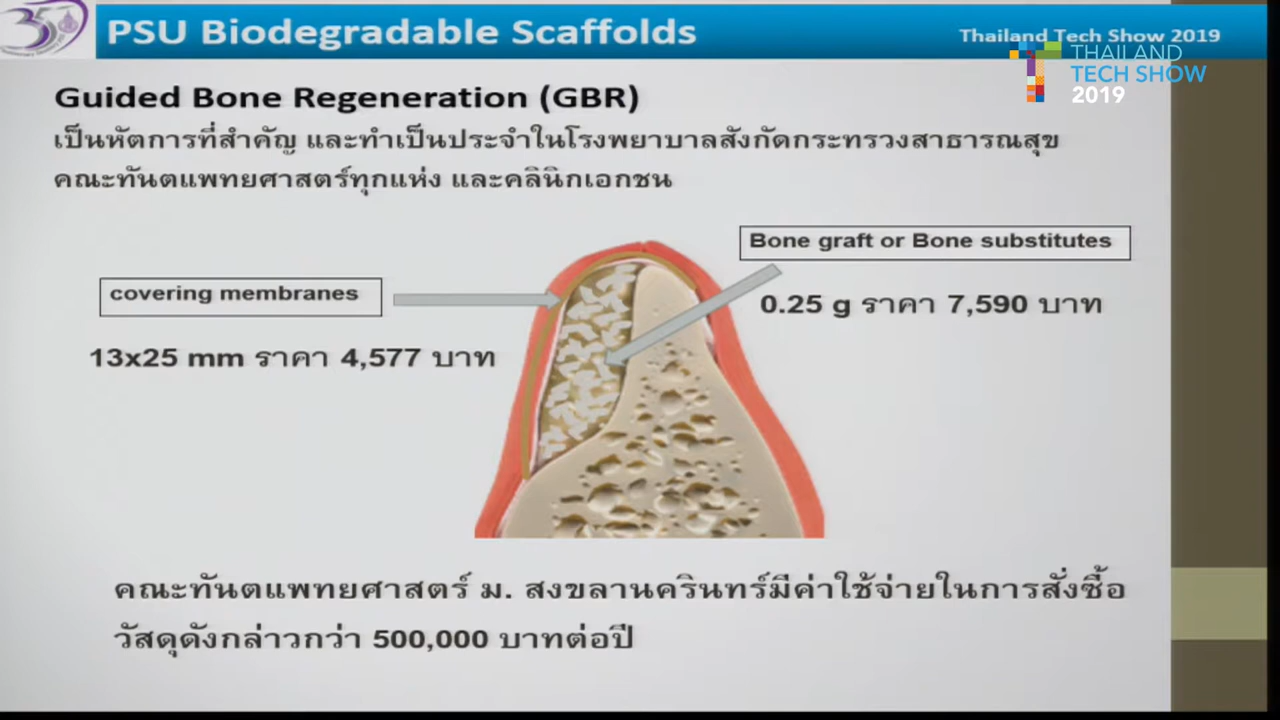 35
PSU Biodegradable Scaffolds
Thailand Tech Show 2019
THAILAND
TECH SHOW
2019
Guided Bone Regeneration (GBR)
เป็นหัตการที่สำคัญ และทำเป็นประจำในโรงพยาบาลสังกัดกระทรวงสาธารณสุข
คณะทันตแพทยศาสตร์ทุกแห่ง และคลินิกเอกชน
Bone graft or Bone substitutes
covering membranes
0.25 g ราคา 7,590 บาท
13x25 mm ราคา 4,577 บาท
คณะทันตแพทยศาสตร์ ม. สงขลานครินทร์มีค่าใช้จ่ายในการสั่งซื้อ
วัสดุดังกล่าวกว่า 500,000 บาทต่อปี